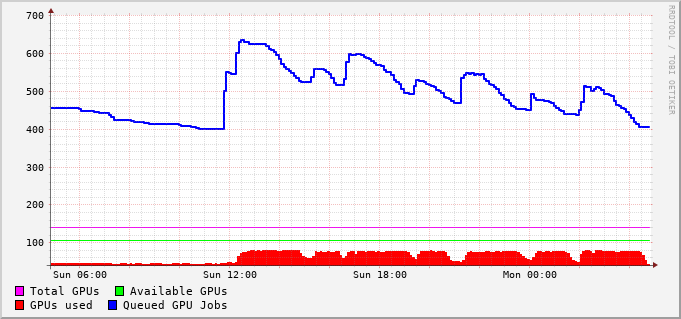 700
600
500
400
300
200
100
Sun 06:00 Sun 12:00 Sun 18:00 Mon 00:00
Total GPUs Available GPUs
GPUs used Queued GPU Jobs
RRDTOOL / TOBI OETIKER